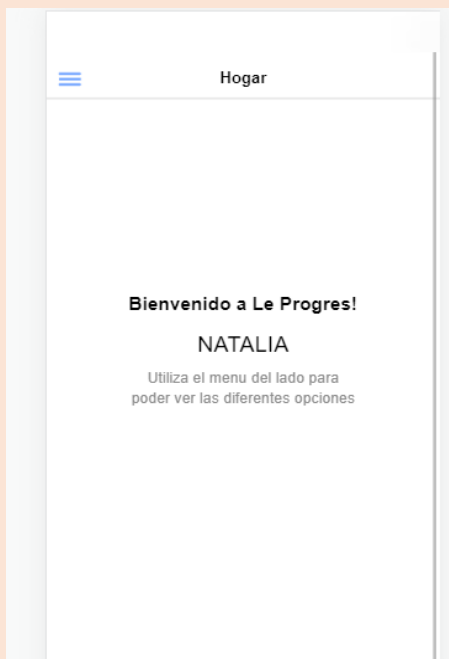 Hogar
Bienvenido a Le Progres!
NATALIA
Utiliza el menu del lado para
poder ver las diferentes opciones